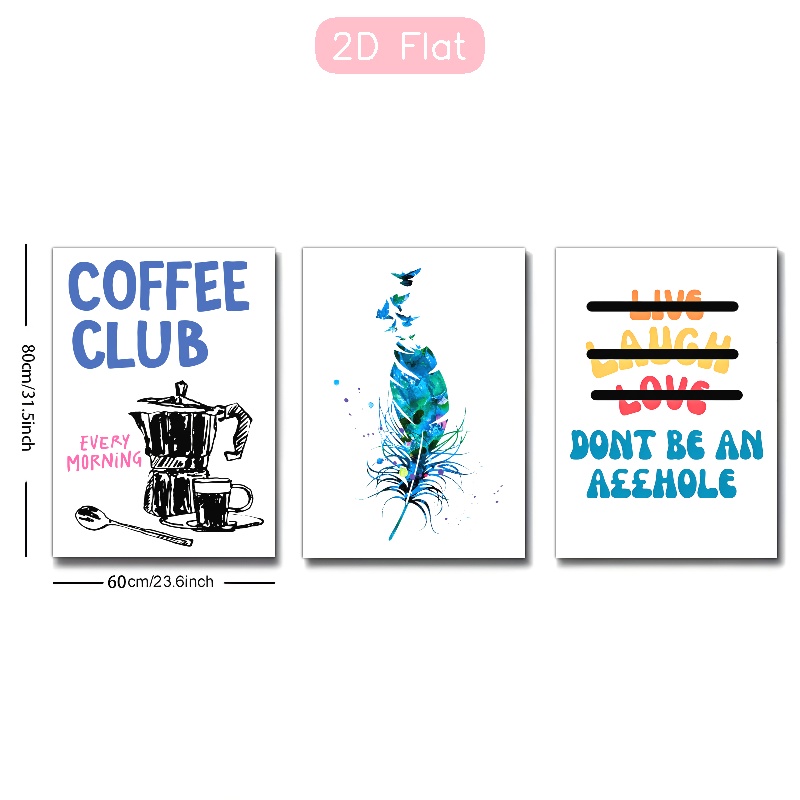 2D Flat
COFFEE
CLUB
EVERY
MORNING
LIVE
LAUGH
LOVE
DONT BE AN
A££HOLE
80cm/31.5inch
60cm/23.6inch